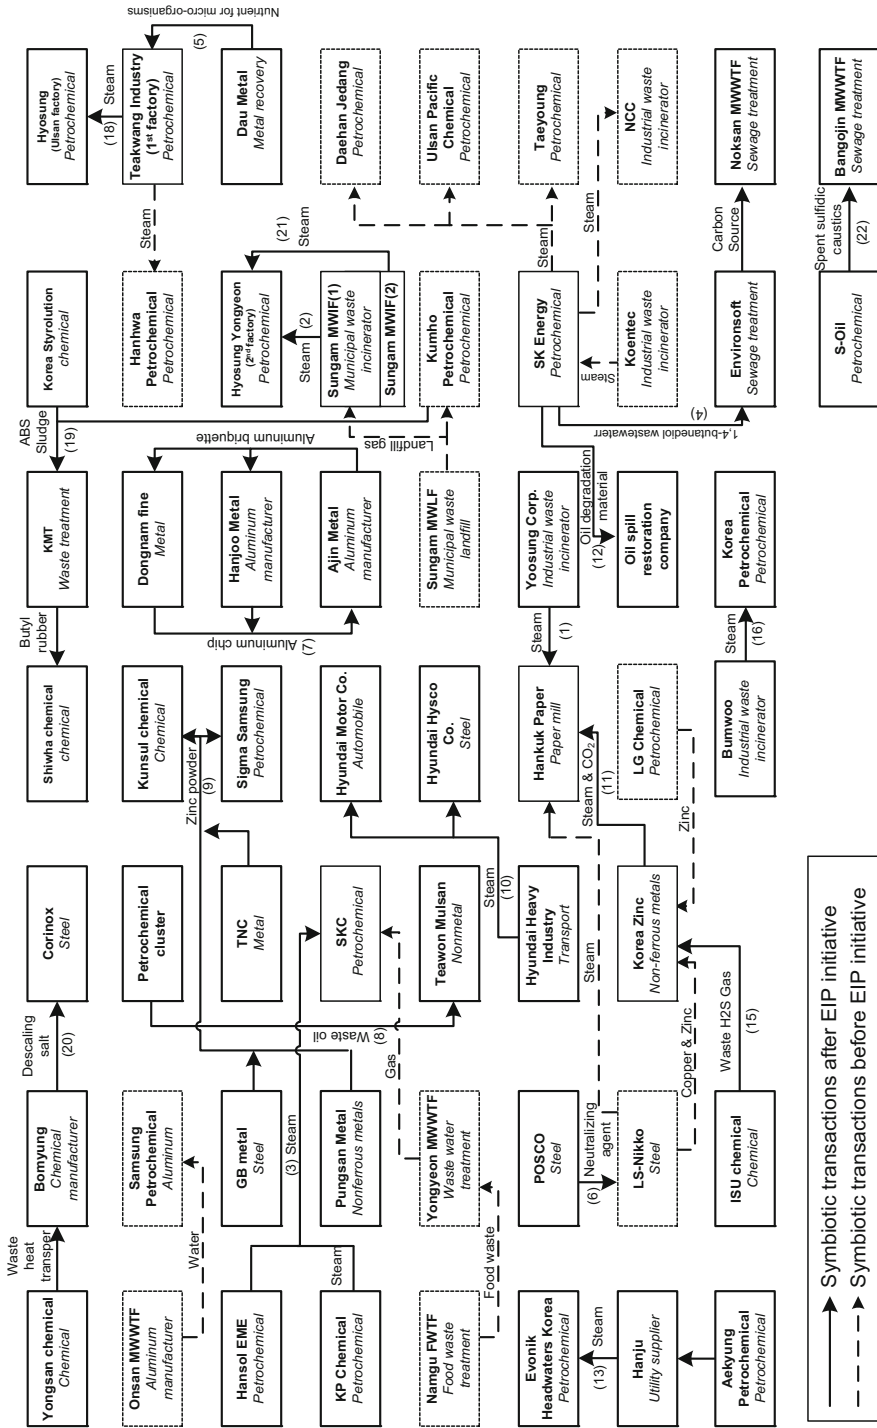 Yongsan chemical
Chemical
Waste
heat
transper
Bomyung
Chemical
manufacturer
Descaling
salt
(20)
Corinox
Steel
Shiwha chemical
chemical
Butyl
rubber
KMT
Waste treatment
ABS
Sludge
(19)
Korea Styrolution
chemical
Hyosung
(Ulsan factory)
Petrochemical
(18)
Steam
Teakwang Industry
(1st factory)
Petrochemical
(5)
Nutrient for micro-organisms
Dau Metal
Metal recovery
Steam
Hanhwa
Petrochemical
Petrochemical
Onsan MWWTF
Aluminum
manufacturer
Water
Samsung
Petrochemical
Aluminum
Petrochemical
cluster
Kunsul chemical
Chemical
Zinc powder
(9)
Sigma Samsung
Petrochemical
Dongnam fine
Metal
Hanjoo Metal
Aluminum
manufacturer
Ajin Metal
Aluminum
manufacturer
Aluminum chip
(7)
Aluminum briquette
Hyosung Yongyeon
(2nd factory)
Petrochemical
Steam
(2)
Steam
(21)
Sungam MWIF(1)
Municipal waste
incinerator
Sungam MWIF(2)
Kumho
Petrochemical
Petrochemical
Landfill gas
Sungam MWLF
Municipal waste
landfill
Daehan Jedang
Petrochemical
Ulsan Pacific
Chemical
Petrochemical
Taeyoung
Petrochemical
Steam
Hansol EME
Petrochemical
KP Chemical
Petrochemical
Steam
(3) Steam
GB metal
Steel
Pungsan Metal
Nonferrous metals
TNC
Metal
SKC
Petrochemical
Waste oil
(8)
Teawon Mulsan
Nonmetal
Gas
Yongyeon MWWTF
Waste water
treatment
Namgu FWTF
Food waste
treatment
Food waste
Hyundai Motor Co.
Automobile
Hyundai Hysco
Co.
Steel
Steam
(10)
Hyundai Heavy
Industry
Transport
Evonik
Headwaters Korea
Petrochemical
(13)
Steam
Hanju
Utility supplier
Aekyung
Petrochemical
Petrochemical
POSCO
Steel
(6)
Neutralizing
agent
LS-Nikko
Steel
Steam
Copper & Zinc
ISU chemical
Chemical
Waste H2S Gas
(15)
Korea Zinc
Non-ferrous metals
Steam & CO2
(11)
Hankuk Paper
Paper mill
LG Chemical
Petrochemical
Zinc
Steam
(1)
Yoosung Corp.
Industrial waste
incinerator
Oil degradation
material
(12)
Oil spill
restoration
company
SK Energy
Petrochemical
Steam
Steam
Koentec
Industrial waste
incinerator
NCC
Industrial waste
incinerator
1,4-butanediol wastewaterr
(4)
Environsoft
Sewage treatment
Carbon
Source
Noksan MWWTF
Sewage treatment
Bumwoo
Industrial waste
incinerator
Steam
(16)
Korea
Petrochemical
Petrochemical
S-Oil
Petrochemical
Spent sulfidic
caustics
(22)
Bangojin MWWTF
Sewage treatment
Symbiotic transactions after EIP initiative
Symbiotic transactions before EIP initiative